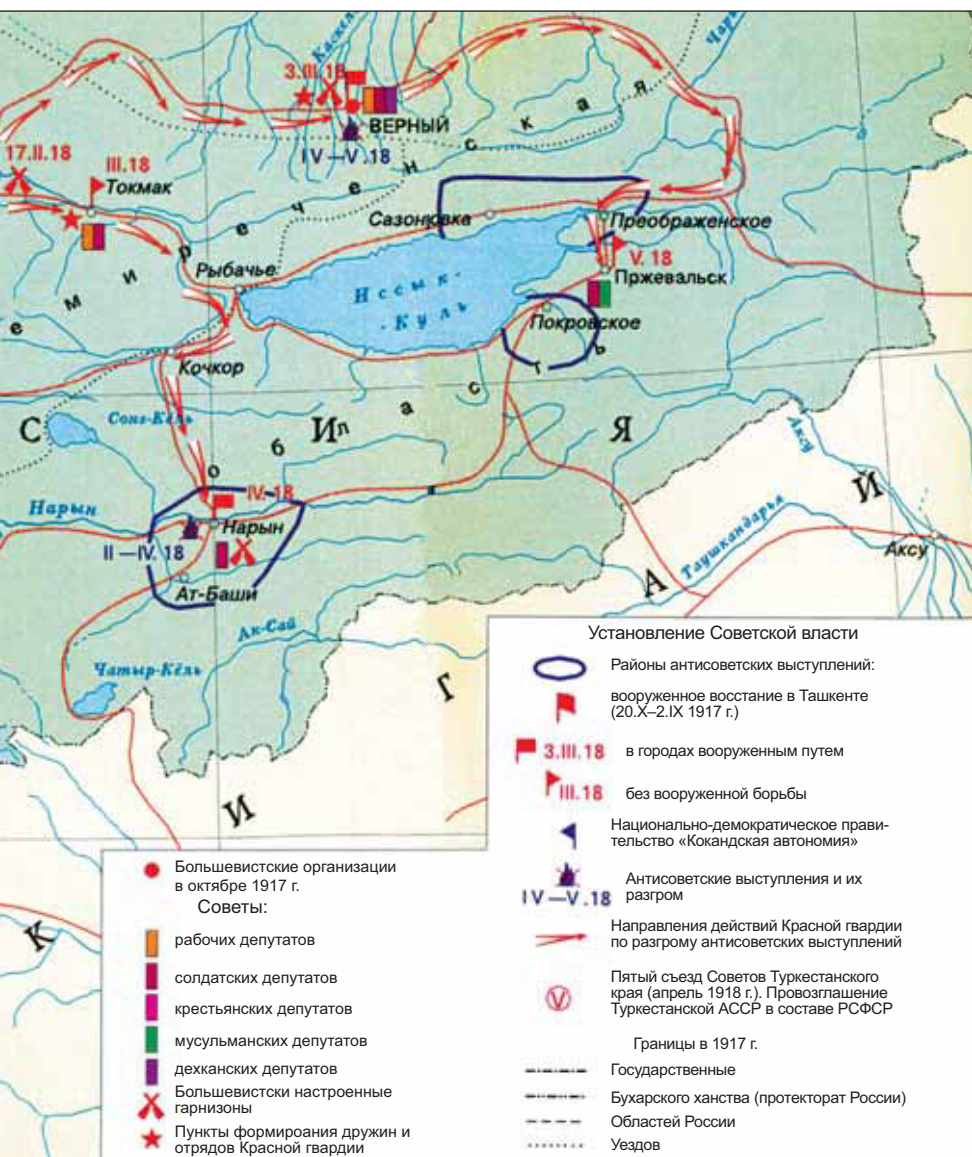 Каскелен
3.III.18
ВЕРНЫЙ
IV—V.18
17.II.18
III.18
Токмак
Сазоновка
Преображенское
V. 18
Пржевальск
Рыбачье
Иссык-
-Куль
Покровское
Кочкор
С И Я
емиреченская
область
Сонг-Кёль
Нарын
IV.18
Нарын
II—IV. 18
Ат-Баши
Ак-Сай
Чатыр-Кёль
Аксу
Таушкандарья
Аксу
К И Т А Й
Установление Советской власти
Районы антисоветских выступлений:
вооруженное восстание в Ташкенте
(20.X–2.IX 1917 г.)
3.III.18 в городах вооруженным путем
III.18 без вооруженной борьбы
Национально-демократическое прави-
тельство «Кокандская автономия»
Антисоветские выступления и их
IV—V.18 разгром
Направления действий Красной гвардии
по разгрому антисоветских выступлений
V
Пятый съезд Советов Туркестанского
края (апрель 1918 г.). Провозглашение
Туркестанской АССР в составе РСФСР
Границы в 1917 г.
Государственные
Бухарского ханства (протекторат России)
Областей России
Уездов
Большевистские организации
в октябре 1917 г.
Советы:
рабочих депутатов
солдатских депутатов
крестьянских депутатов
мусульманских депутатов
дехканских депутатов
Большевистски настроенные
гарнизоны
Пункты формироания дружин и
отрядов Красной гвардии